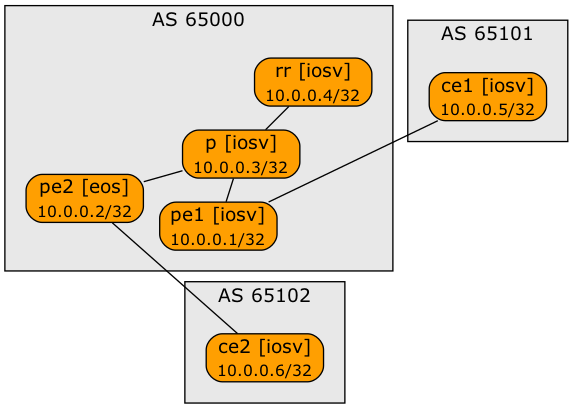 AS 65000
rr [iosv]
10.0.0.4/32
p [iosv]
10.0.0.3/32
pe2 [eos]
10.0.0.2/32
pe1 [iosv]
10.0.0.1/32
AS 65101
ce1 [iosv]
10.0.0.5/32
AS 65102
ce2 [iosv]
10.0.0.6/32